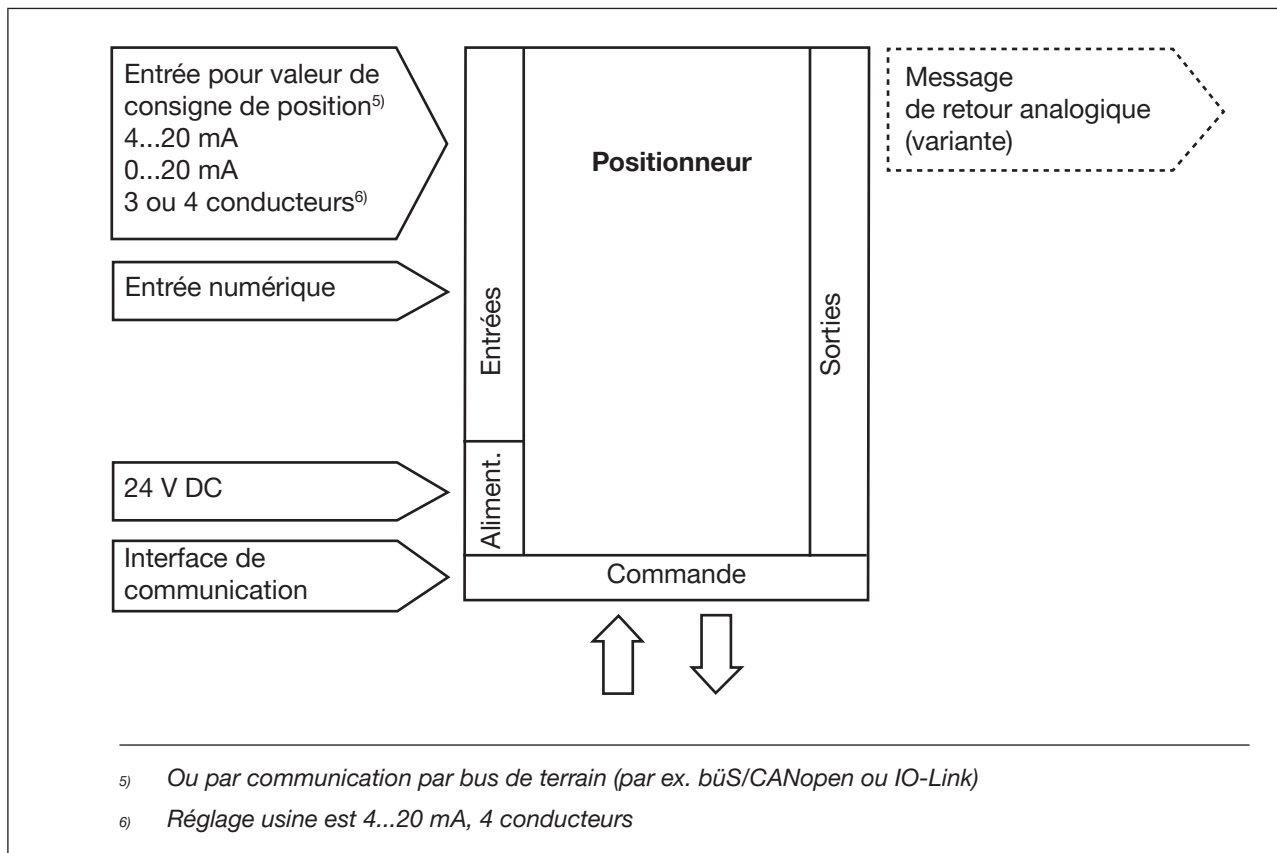 Entrée pour valeur de
consigne de position5)
4...20 mA
0...20 mA
3 ou 4 conducteurs6)
Entrée numérique
24 V DC
Interface de
communication
Entrées
Aliment.
Positionneur
Commande
Sorties
Message
de retour analogique
(variante)
5) Ou par communication par bus de terrain (par ex. büS/CANopen ou IO-Link)
6) Réglage usine est 4...20 mA, 4 conducteurs